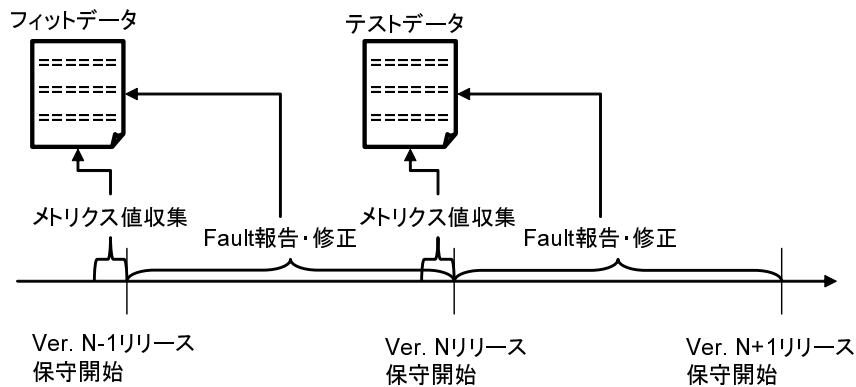 フィットデータ
テストデータ
======
======
======
======
======
======
メトリクス値収集
Fault報告・修正
メトリクス値収集
Fault報告・修正
Ver. N-1リリース
保守開始
Ver. Nリリース
保守開始
Ver. N+1リリース
保守開始